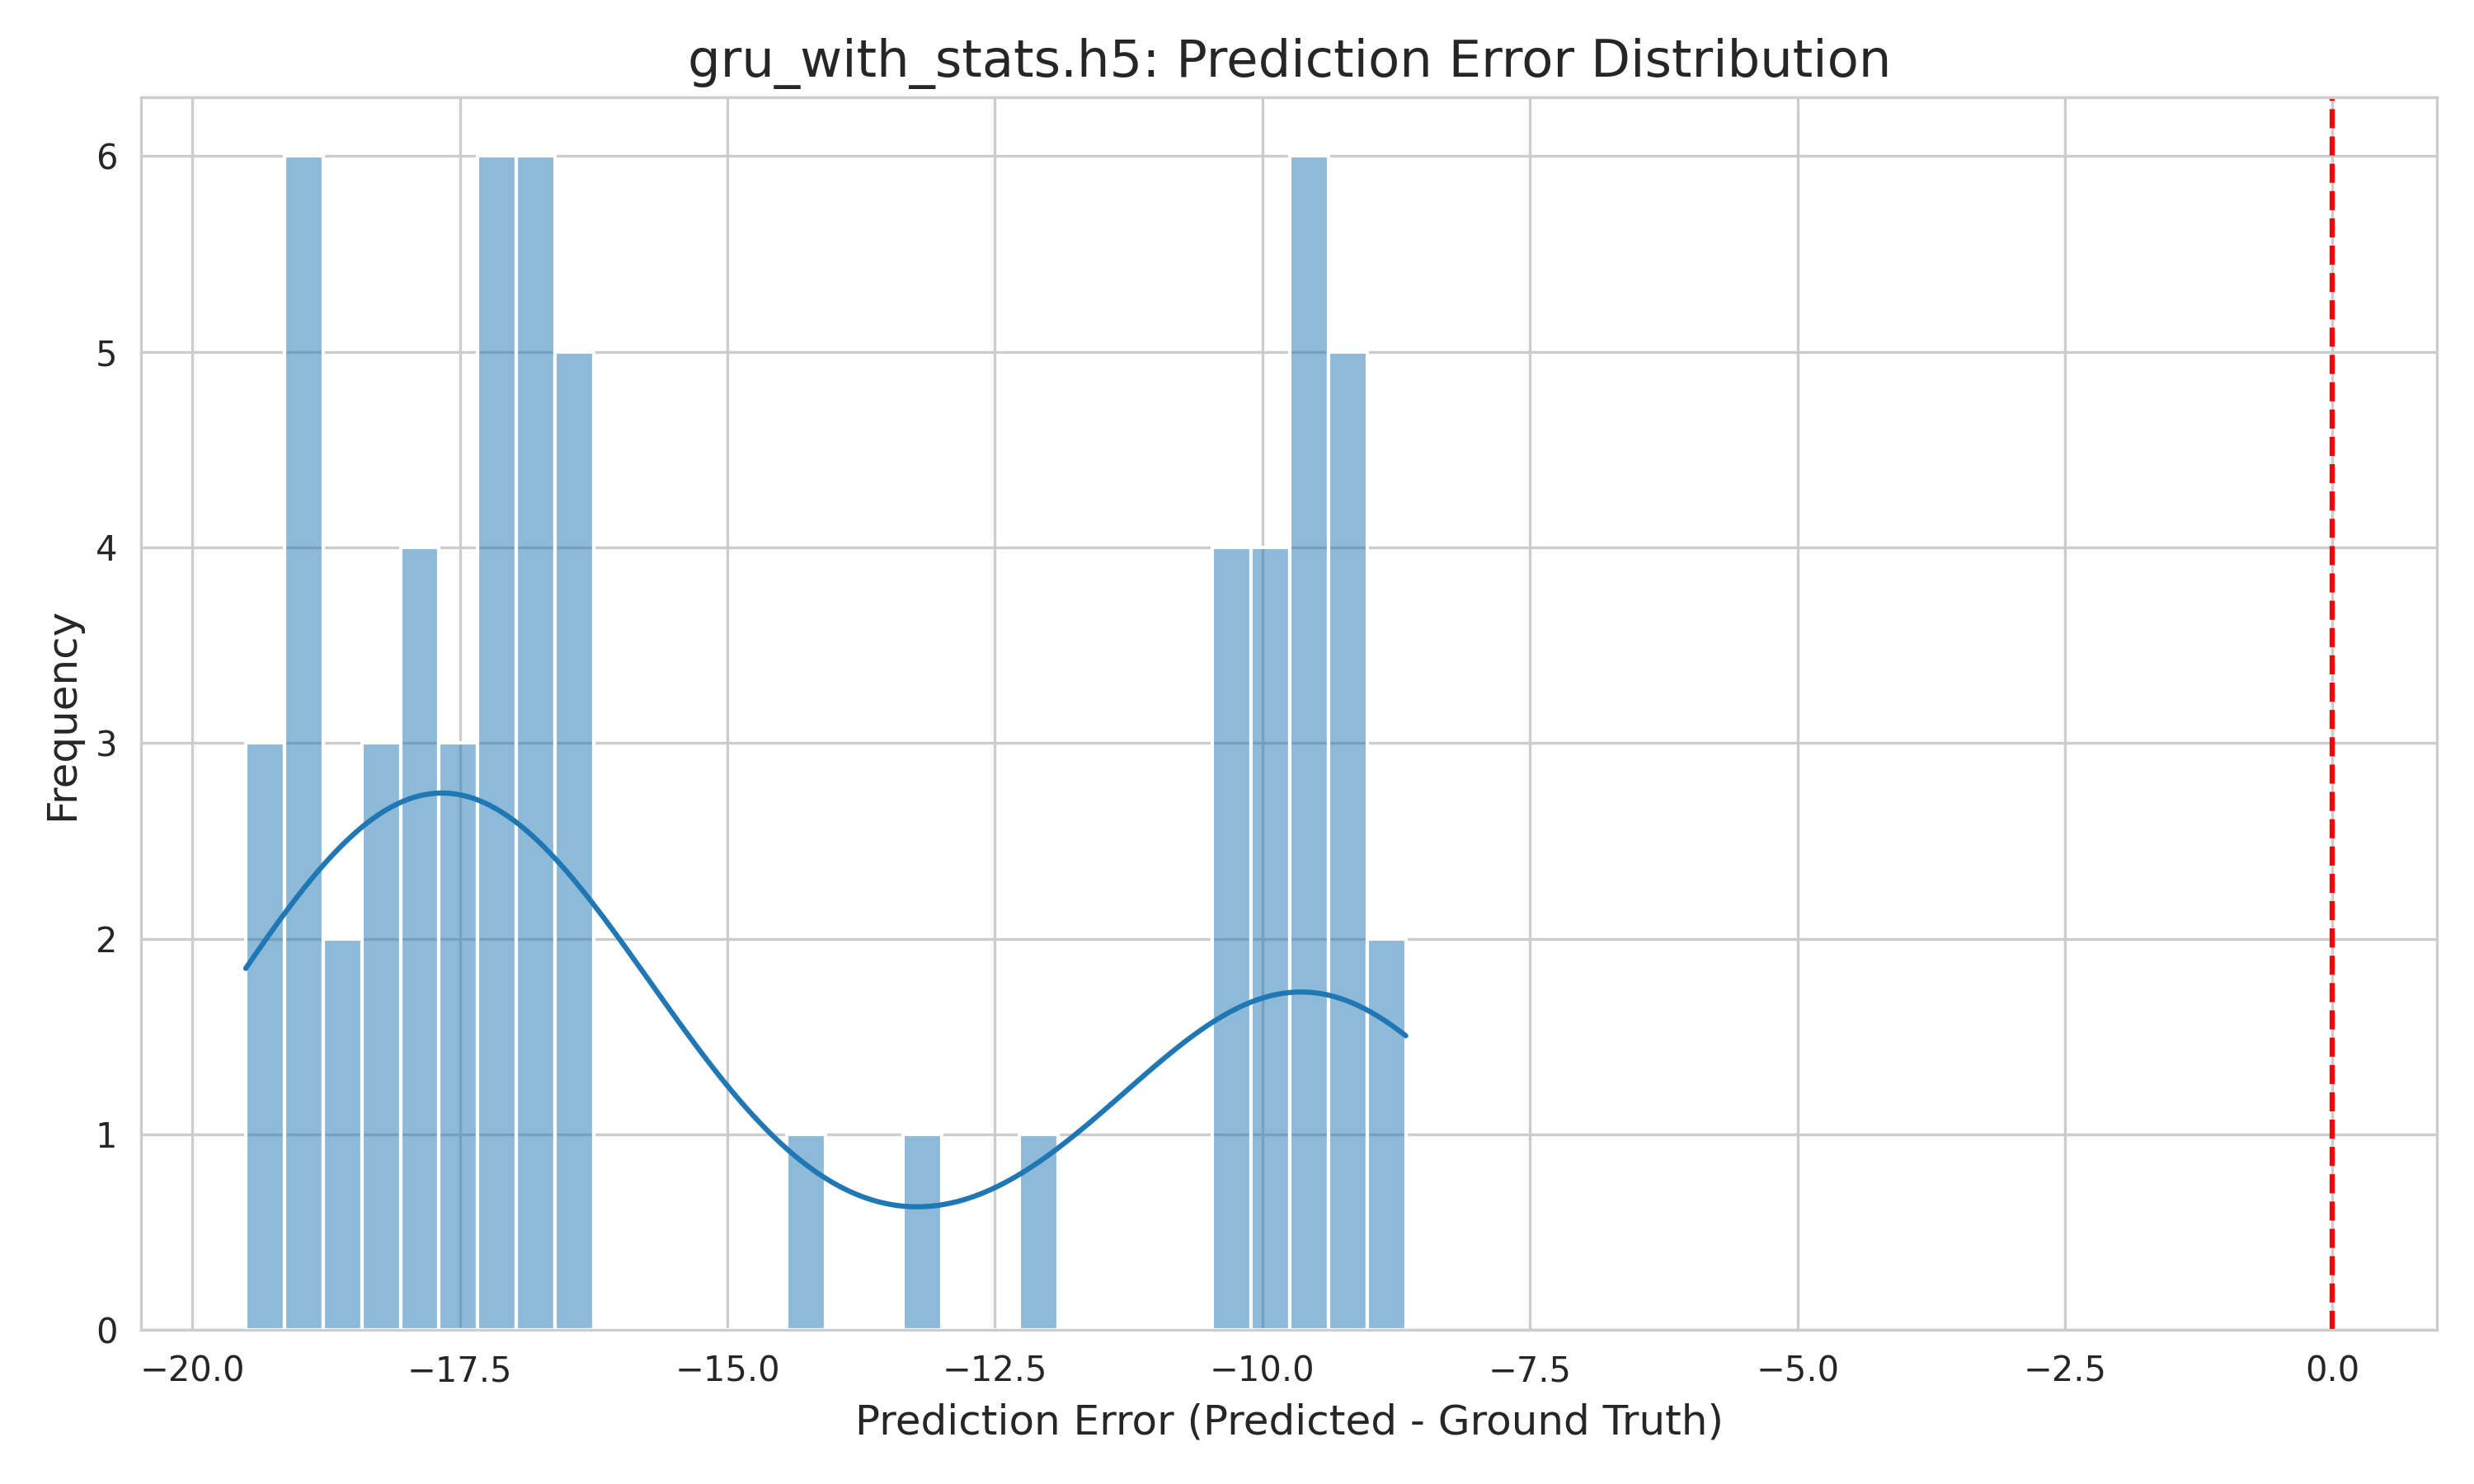 gru_with_stats.h5: Prediction Error Distribution
Frequency
6
5
4
3
2
1
0
−20.0 −17.5 −15.0 −12.5 −10.0 −7.5 −5.0 −2.5 0.0
Prediction Error (Predicted - Ground Truth)